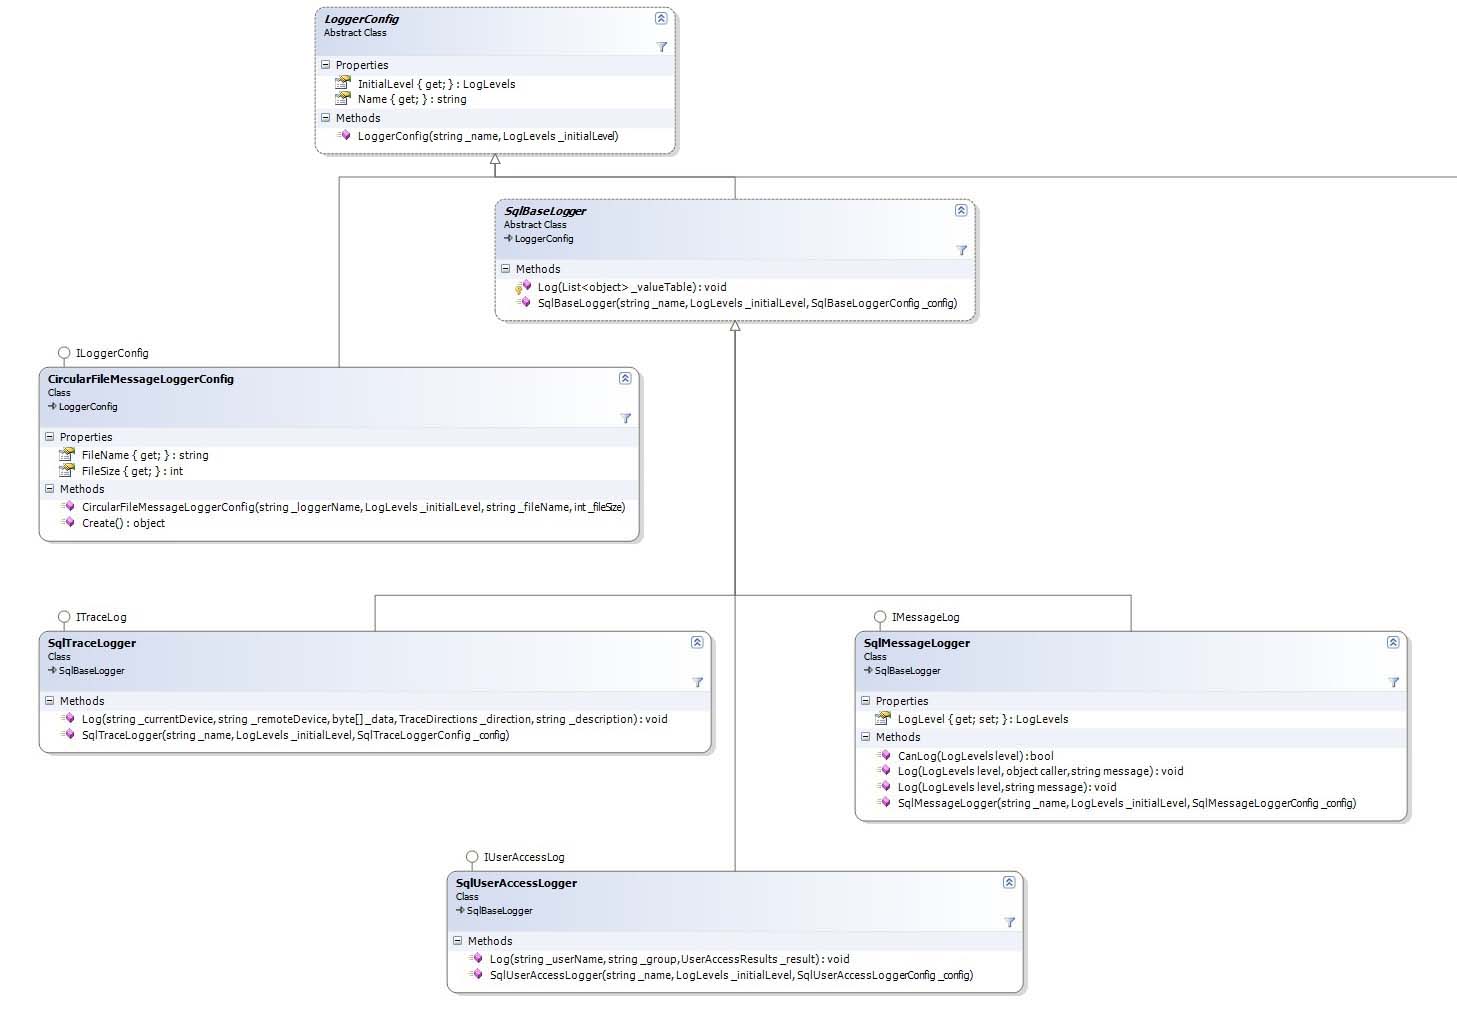 LoggerConfig
Abstract Class
Properties
InitialLevel { get; } : LogLevels
Name { get; } : string
Methods
LoggerConfig(string _name, LogLevels _initialLevel)
SqlBaseLogger
Abstract Class
LoggerConfig
Methods
Log(List<object> _valueTable) : void
SqlBaseLogger(string _name, LogLevels _initialLevel, SqlBaseLoggerConfig _config)
ILoggerConfig
CircularFileMessageLoggerConfig
Class
LoggerConfig
Properties
FileName { get; } : string
FileSize { get; } : int
Methods
CircularFileMessageLoggerConfig(string _loggerName, LogLevels _initialLevel, string _fileName, int _fileSize)
Create() : object
ITraceLog
SqlTraceLogger
Class
SqlBaseLogger
Methods
Log(string _currentDevice, string _remoteDevice, byte[] _data, TraceDirections _direction, string _description) : void
SqlTraceLogger(string _name, LogLevels _initialLevel, SqlTraceLoggerConfig _config)
IMessageLog
SqlMessageLogger
Class
SqlBaseLogger
Properties
LogLevel { get; set; } : LogLevels
Methods
CanLog(LogLevels level) :bool
Log(LogLevels level, object caller,string message) : void
Log(LogLevels level,string message) : void
SqlMessageLogger(string _name, LogLevels _initialLevel, SqlMessageLoggerConfig _config)
IUserAccessLog
SqlUserAccessLogger
Class
SqlBaseLogger
Methods
Log(string _userName, string _group,UserAccessResults _result) : void
SqlUserAccessLogger(string _name, LogLevels _initialLevel, SqlUserAccessLoggerConfig _config)